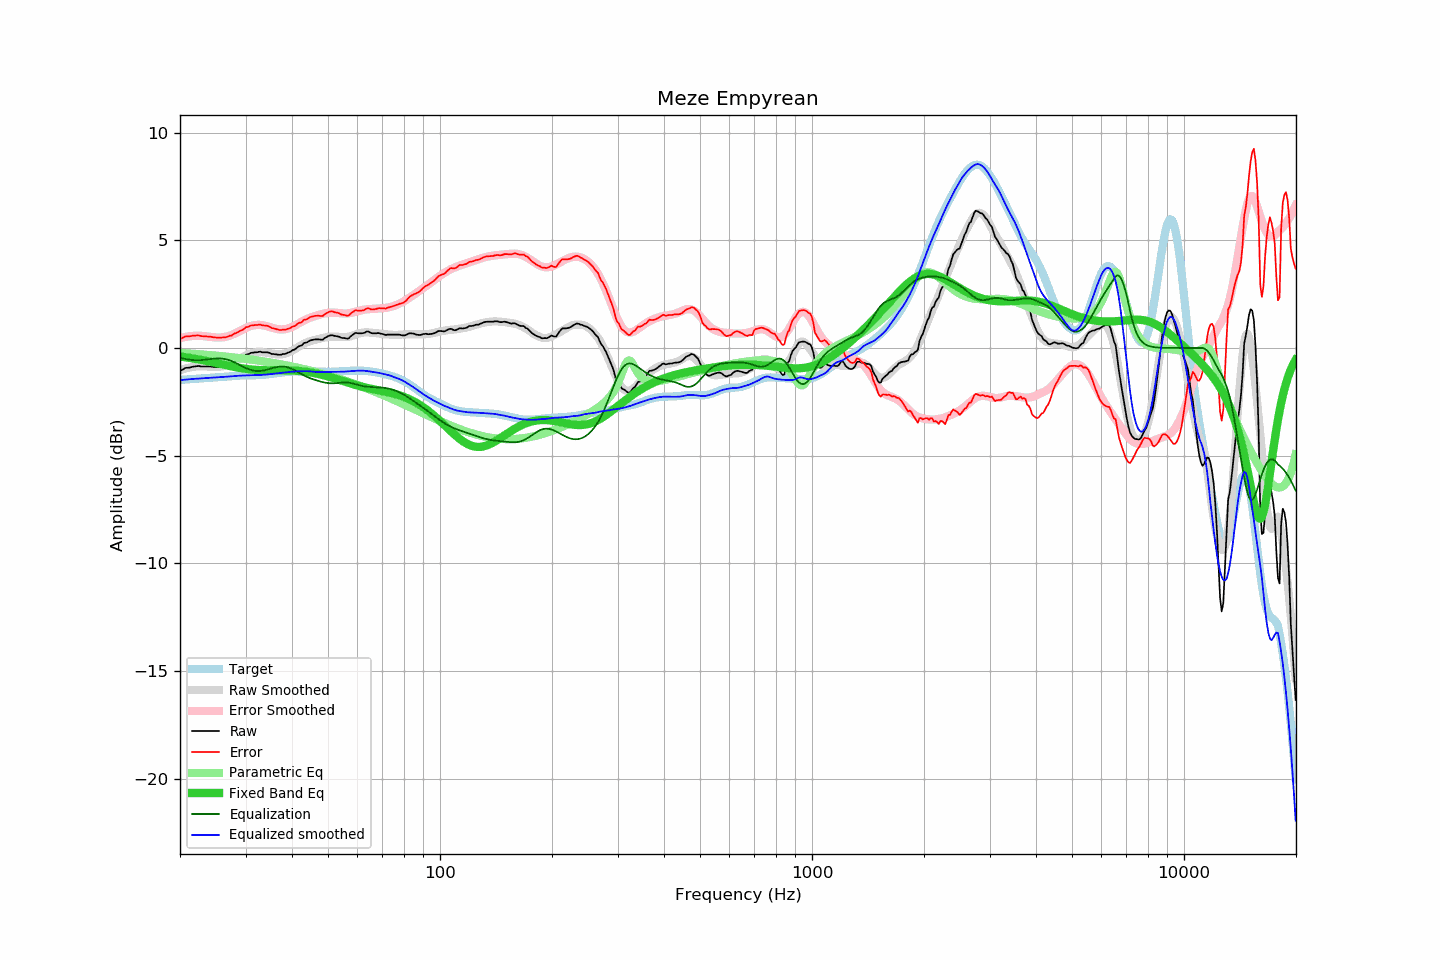 Meze Empyrean
10
5
0
−5
−10
−15
−20
Amplitude (dBr)
Target
Raw Smoothed
Error Smoothed
Raw
Error
Parametric Eq
Fixed Band Eq
Equalization
Equalized smoothed
100 1000 10000
Frequency (Hz)